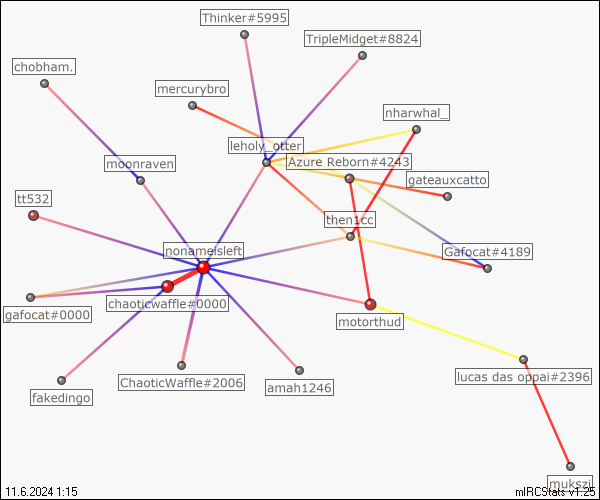 Thinker#5995
TripleMidget#8824
chobham.
mercurybro
nharwhal_
leholy_otter
moonraven
Azure Reborn#4243
gateauxcatto
tt532
then1cc
nonameisleft
Gafocat#4189
chaoticwaffle#0000
gafocat#0000
motorthud
lucas das oppai#2396
ChaoticWaffle#2006
amah1246
fakedingo
mukszi
11.6.2024 1:15
mIRCStats v1.25